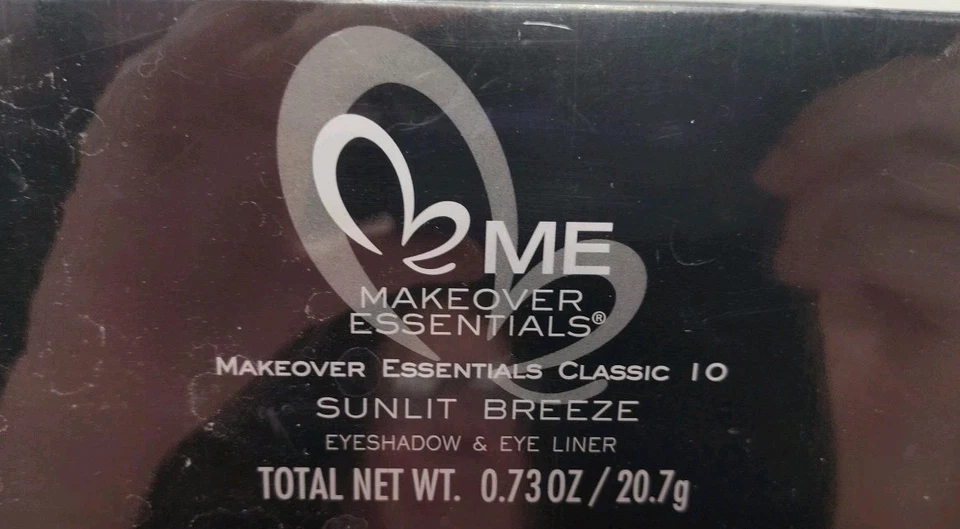 ME
MAKEOVER
ESSENTIALS®
MAKEOVER ESSENTIALS CLASSIC 10
SUNLIT BREEZE
EYESHADOW & EYE LINER
TOTAL NET WT. 0.73 OZ / 20.7g